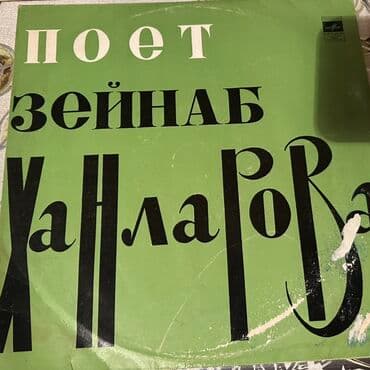 поет
зейнаб
ханларова